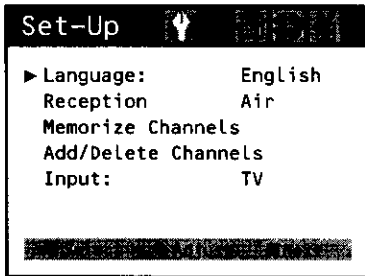 Set-Up
Language: English
Reception Air
Memorize Channels
Add/Delete Channels
Input: TV